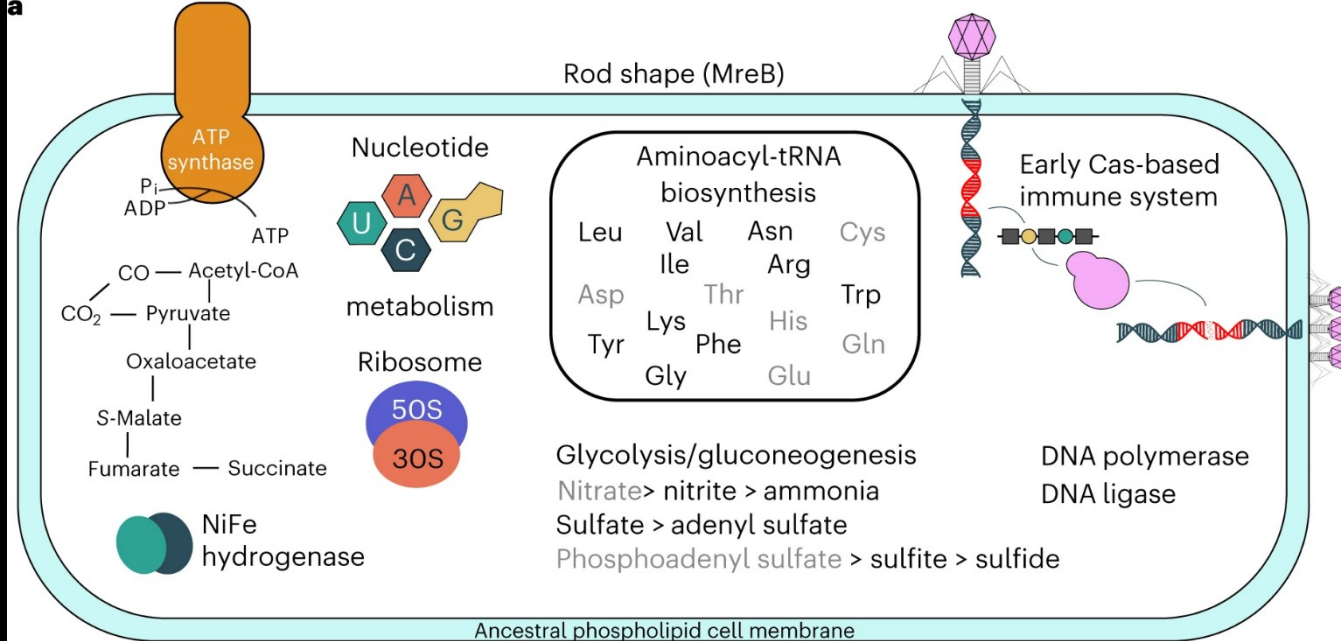 a
Rod shape (MreB)
ATP
synthase
Pi
ADP
ATP
CO — Acetyl-CoA
CO2 — Pyruvate
Oxaloacetate
S-Malate
Fumarate — Succinate
NiFe
hydrogenase
Nucleotide
A
U
G
C
metabolism
Ribosome
50S
30S
Aminoacyl-tRNA
biosynthesis
Leu Val Asn Cys
Ile Arg
Asp Thr Trp
Lys His
Tyr Phe Gln
Gly Glu
Glycolysis/gluconeogenesis
Nitrate> nitrite > ammonia
Sulfate > adenyl sulfate
Phosphoadenyl sulfate > sulfite > sulfide
Early Cas-based
immune system
DNA polymerase
DNA ligase
Ancestral phospholipid cell membrane